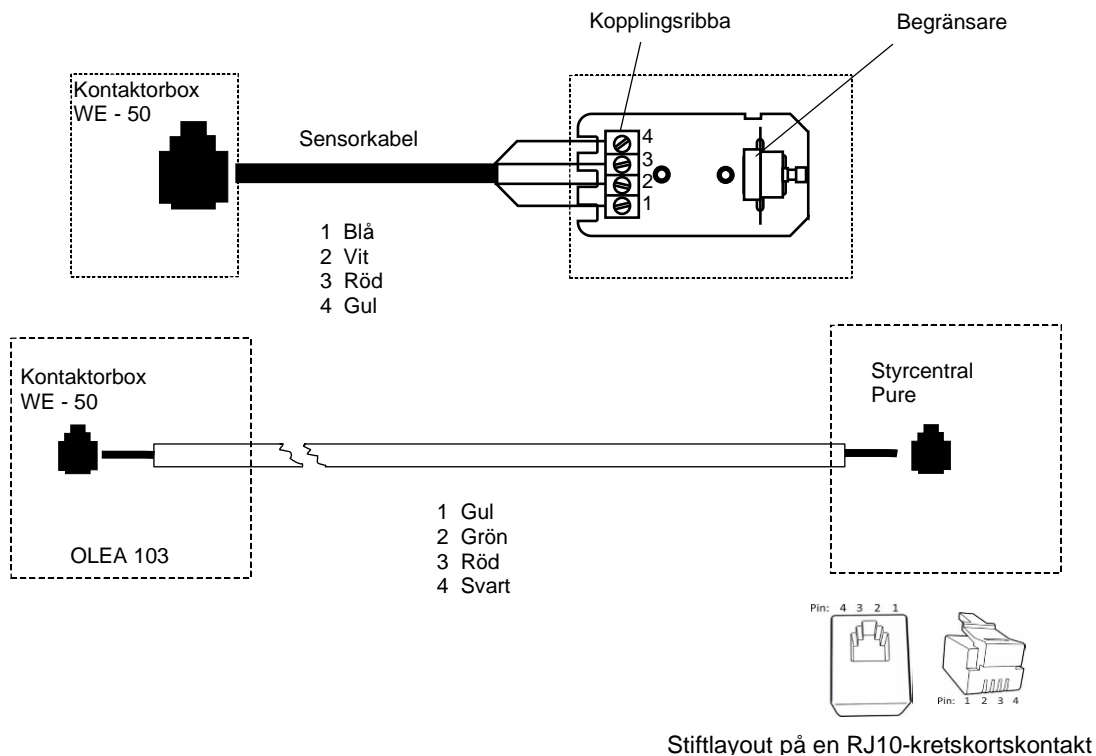 Kopplingsribba
Begränsare
Kontaktorbox
WE - 50
Sensorkabel
4
3
2
1
1 Blå
2 Vit
3 Röd
4 Gul
Kontaktorbox
WE - 50
Styrcentral
Pure
OLEA 103
1 Gul
2 Grön
3 Röd
4 Svart
Pin: 4 3 2 1
Pin: 1 2 3 4
Stiftlayout på en RJ10-kretskortskontakt